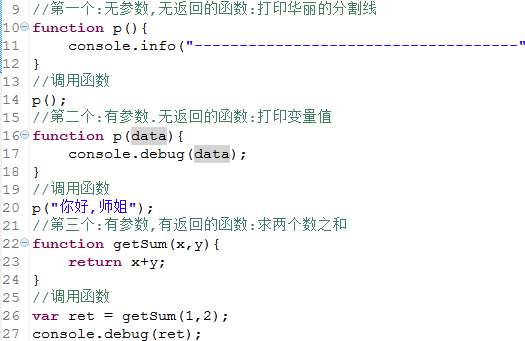 9 //第一个:无参数,无返回的函数:打印华丽的分割线
10 function p(){
11 console.info("------------------------------------"
12 }
13 //调用函数
14 p();
15 //第二个:有参数.无返回的函数:打印变量值
16 function p(data){
17 console.debug(data);
18 }
19 //调用函数
20 p("你好,师姐");
21 //第三个:有参数,有返回的函数:求两个数之和
22 function getSum(x,y){
23 return x+y;
24 }
25 //调用函数
26 var ret = getSum(1,2);
27 console.debug(ret);